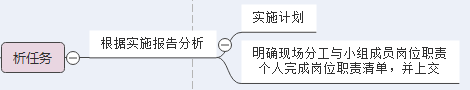 实施计划
根据实施报告分析
析任务
明确现场分工与小组成员岗位职责
个人完成岗位职责清单，并上交